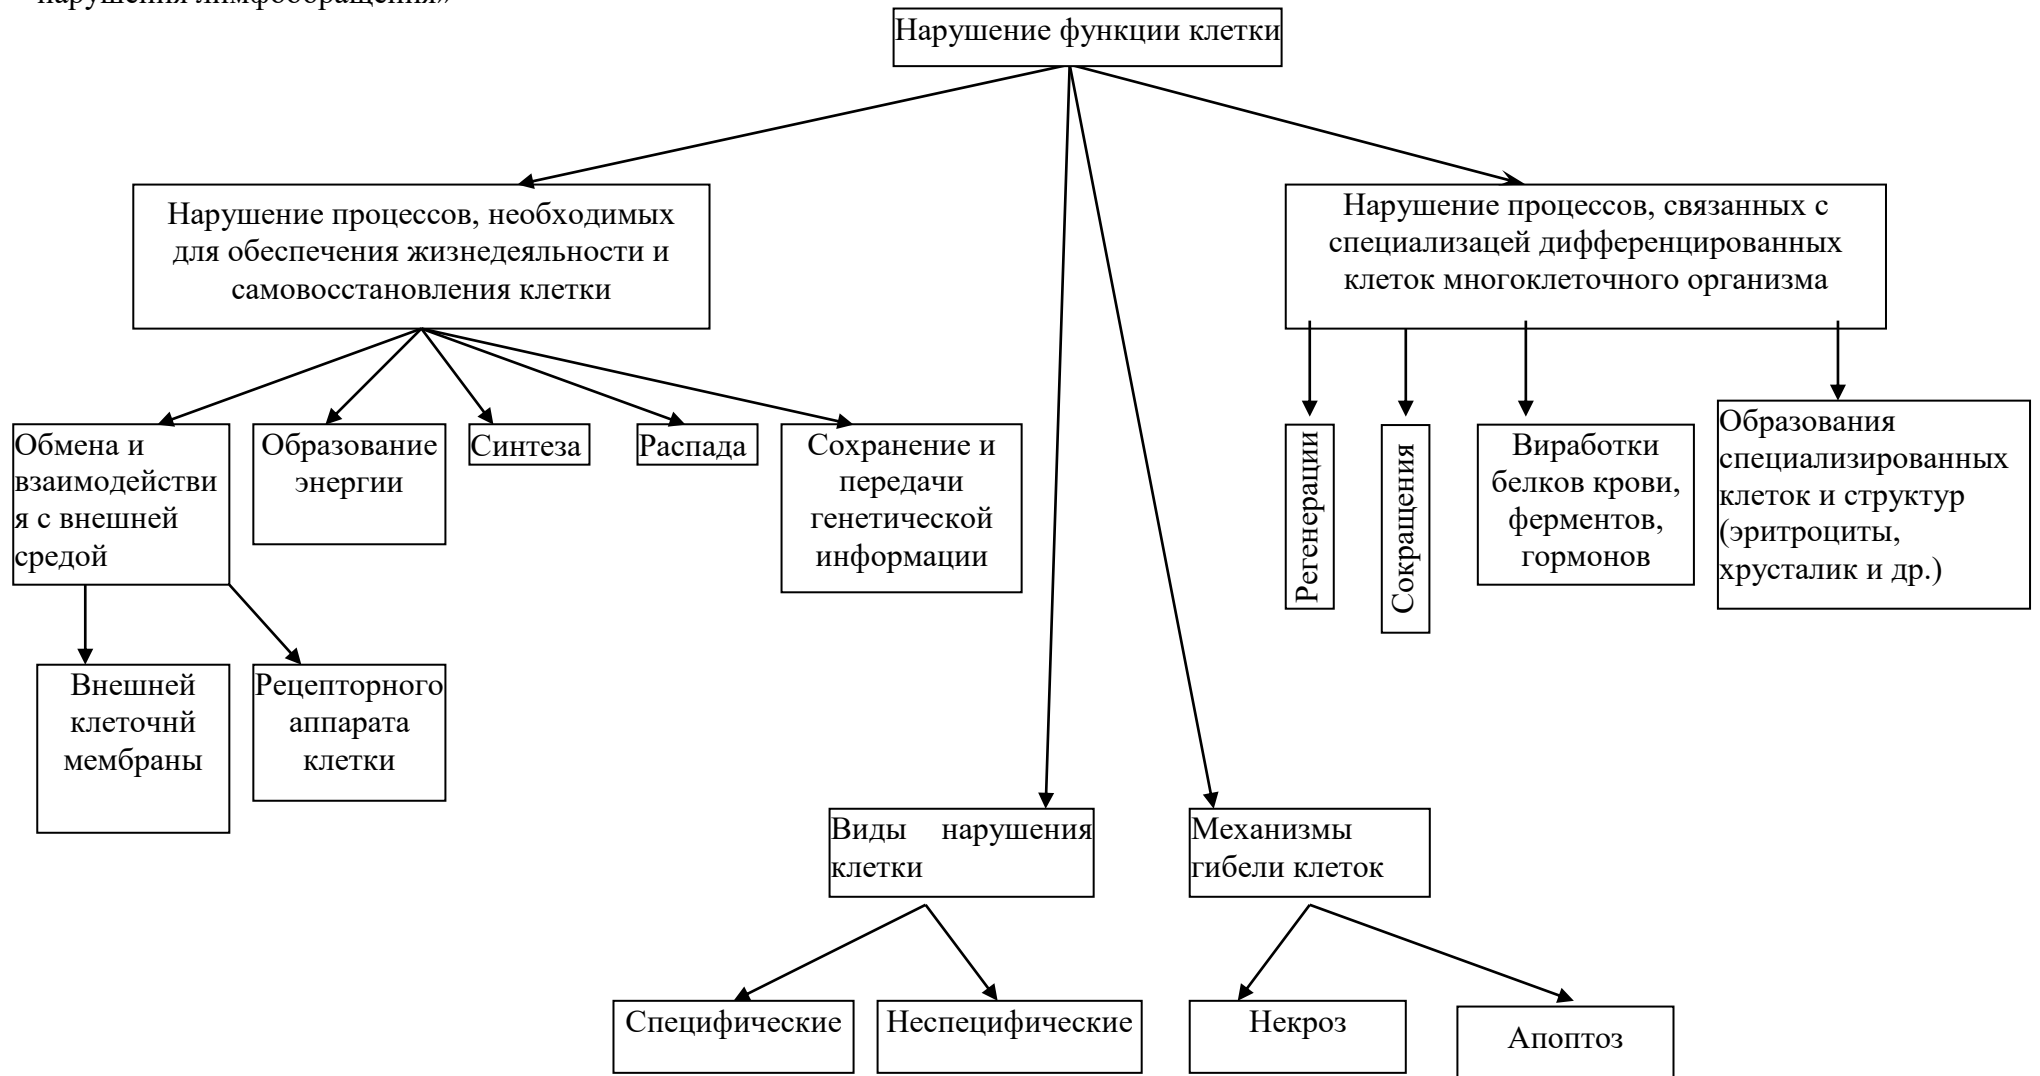 нарушения лимфообращения»
Нарушение функции клетки
Нарушение процессов, необходимых
для обеспечения жизнедеяльности и
самовосстановления клетки
Нарушение процессов, связанных с
специализацей дифференцированных
клеток многоклеточного организма
Обмена и
взаимодействи
я с внешней
средой
Образование
энергии
Синтеза
Распада
Сохранение и
передачи
генетической
информации
Регенерации
Сокращения
Виработки
белков крови,
ферментов,
гормонов
Образования
специализированных
клеток и структур
(эритроциты,
хрусталик и др.)
Внешней
клеточнй
мембраны
Рецепторного
аппарата
клетки
Виды нарушения
клетки
Механизмы
гибели клеток
Специфические
Неспецифические
Некроз
Апоптоз